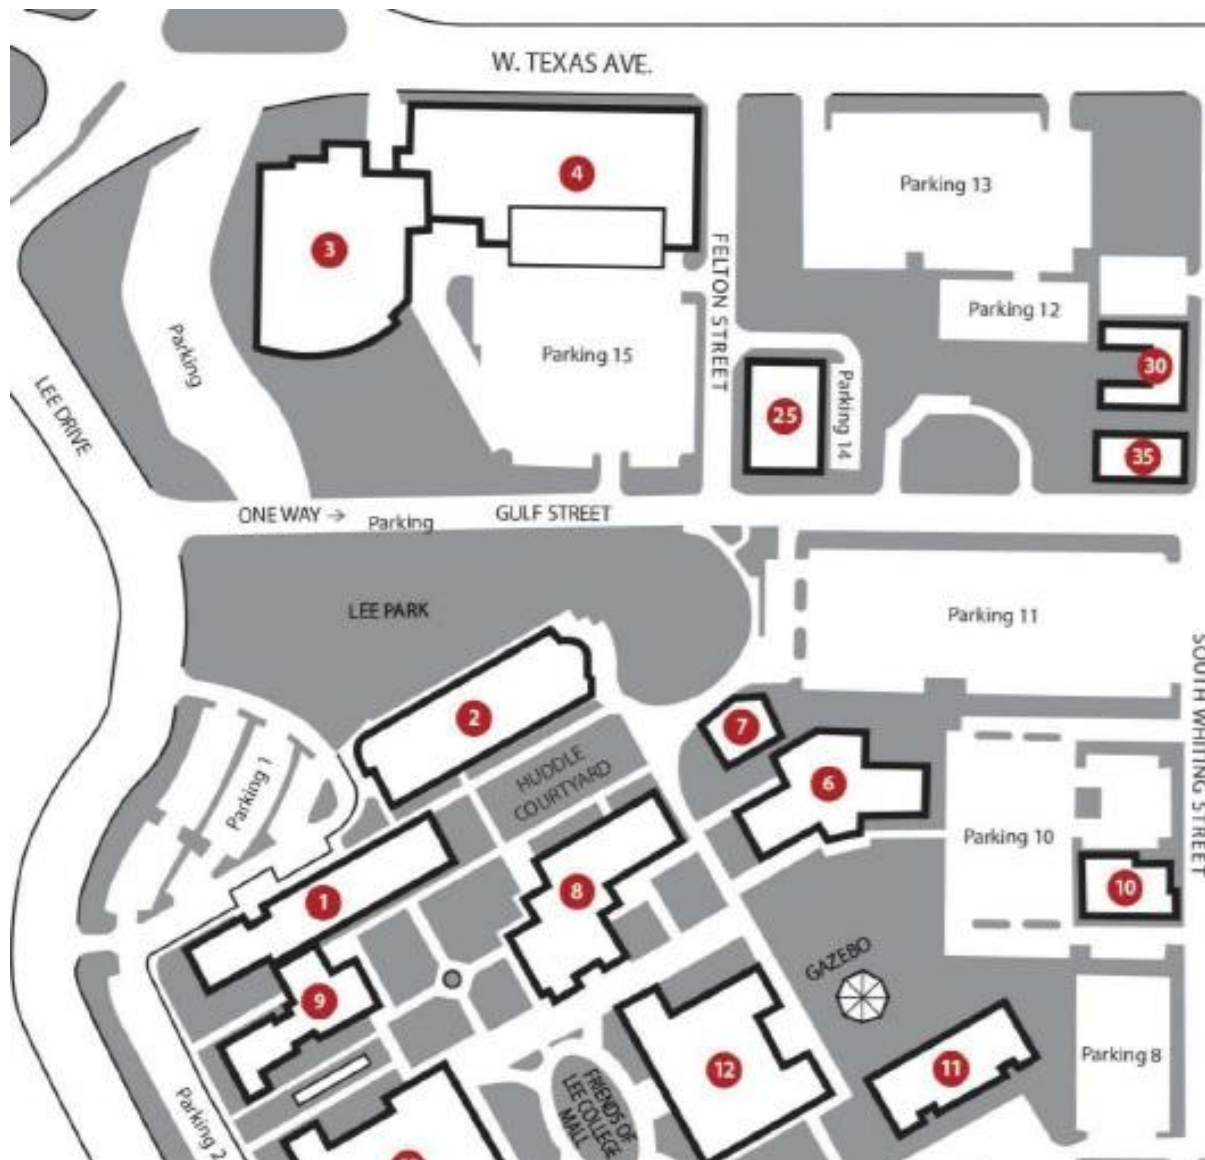 W. TEXAS AVE.
4
Parking 13
3
FELTON STREET
Parking 12
Parking
Parking 15
30
LEE DRIVE
25
Parking 14
35
ONE WAY →
Parking
GULF STREET
LEE PARK
Parking 11
SOUTH WHITING STREET
2
7
HUDDLE
COURTYARD
6
Parking 1
Parking 10
8
10
1
GAZEBO
9
12
11
Parking 8
FRIENDS OF
LEE COLLEGE
MALL
Parking 2